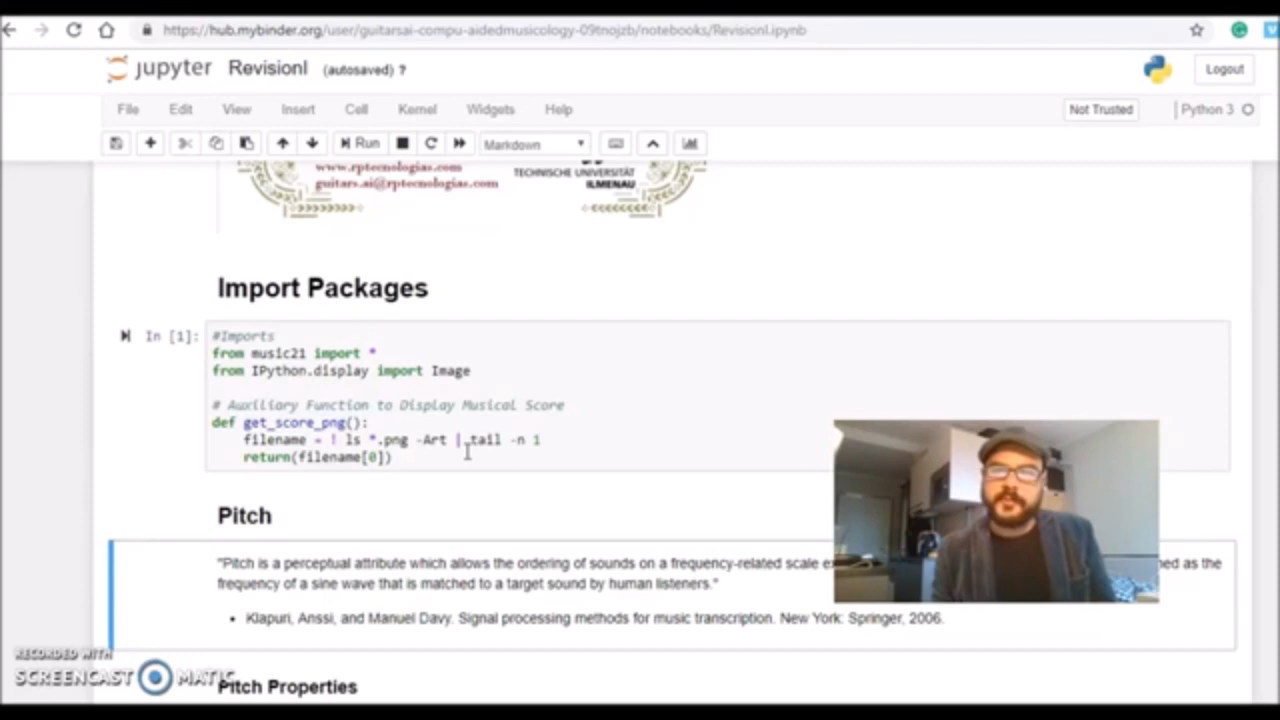 https://hub.mybinder.org/user/guitarsai-compu-aidedmusicology-09tnojzb/notebooks/RevisionI.ipynb
jupyter RevisionI (autosaved) ?
Logout
File Edit View Insert Cell Kernel Widgets Help
Not Trusted
Python 3
Run
Markdown
www.rptecnologias.com
guitars.ai@rptecnologias.com
TECHNISCHE UNIVERSITÄT
ILMENAU
Import Packages
In [1]:
#Imports
from music21 import *
from IPython.display import Image
# Auxiliary Function to Display Musical Score
def get_score_png():
filename = ! ls *.png -Art | tail -n 1
return(filename[0])
Pitch
"Pitch is a perceptual attribute which allows the ordering of sounds on a frequency-related scale ed as the
frequency of a sine wave that is matched to a target sound by human listeners."
• Klapuri, Anssi, and Manuel Davy. Signal processing methods for music transcription. New York: Springer, 2006.
RECORDED WITH
SCREENCAST MATIC
Pitch Properties